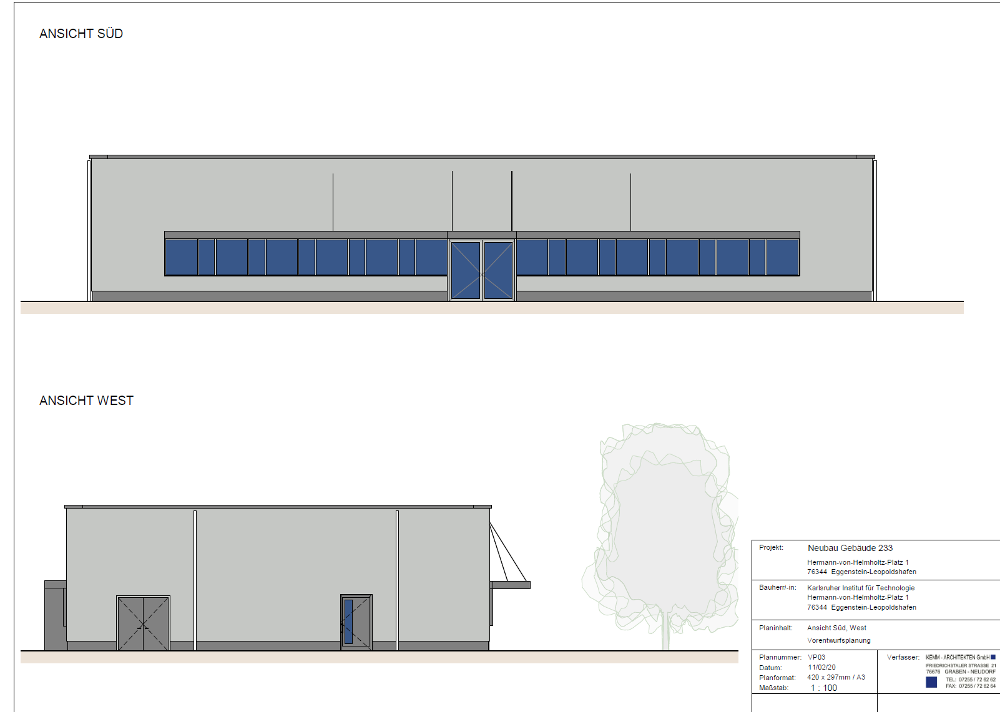 ANSICHT SÜD
ANSICHT WEST
Projekt: Neubau Gebäude 233
Hermann-von-Helmholtz-Platz 1
76344 Eggenstein-Leopoldshafen
Bauherr/-in: Karlsruher Institut für Technologie
Hermann-von-Helmholtz-Platz 1
76344 Eggenstein-Leopoldshafen
Planinhalt: Ansicht Süd, West
Vorentwurfsplanung
Plannummer: VP03
Datum: 11/02/20
Planformat: 420 x 297mm / A3
Maßstab: 1 : 100
Verfasser: KEMM - ARCHITEKTEN GmbH
FRIEDRICHSTALER STRASSE 21
76676 GRABEN - NEUDORF
TEL: 07255 / 72 62 62
FAX: 07255 / 72 62 64